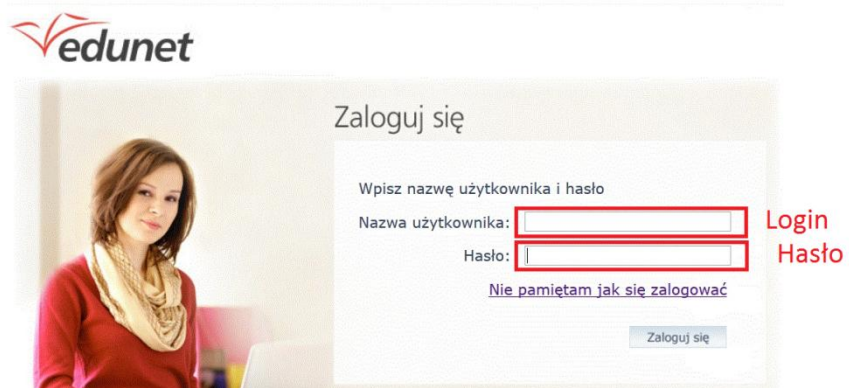 edunet
Zaloguj się
Wpisz nazwę użytkownika i hasło
Nazwa użytkownika: Login
Hasło: Hasło
Nie pamiętam jak się zalogować
Zaloguj się